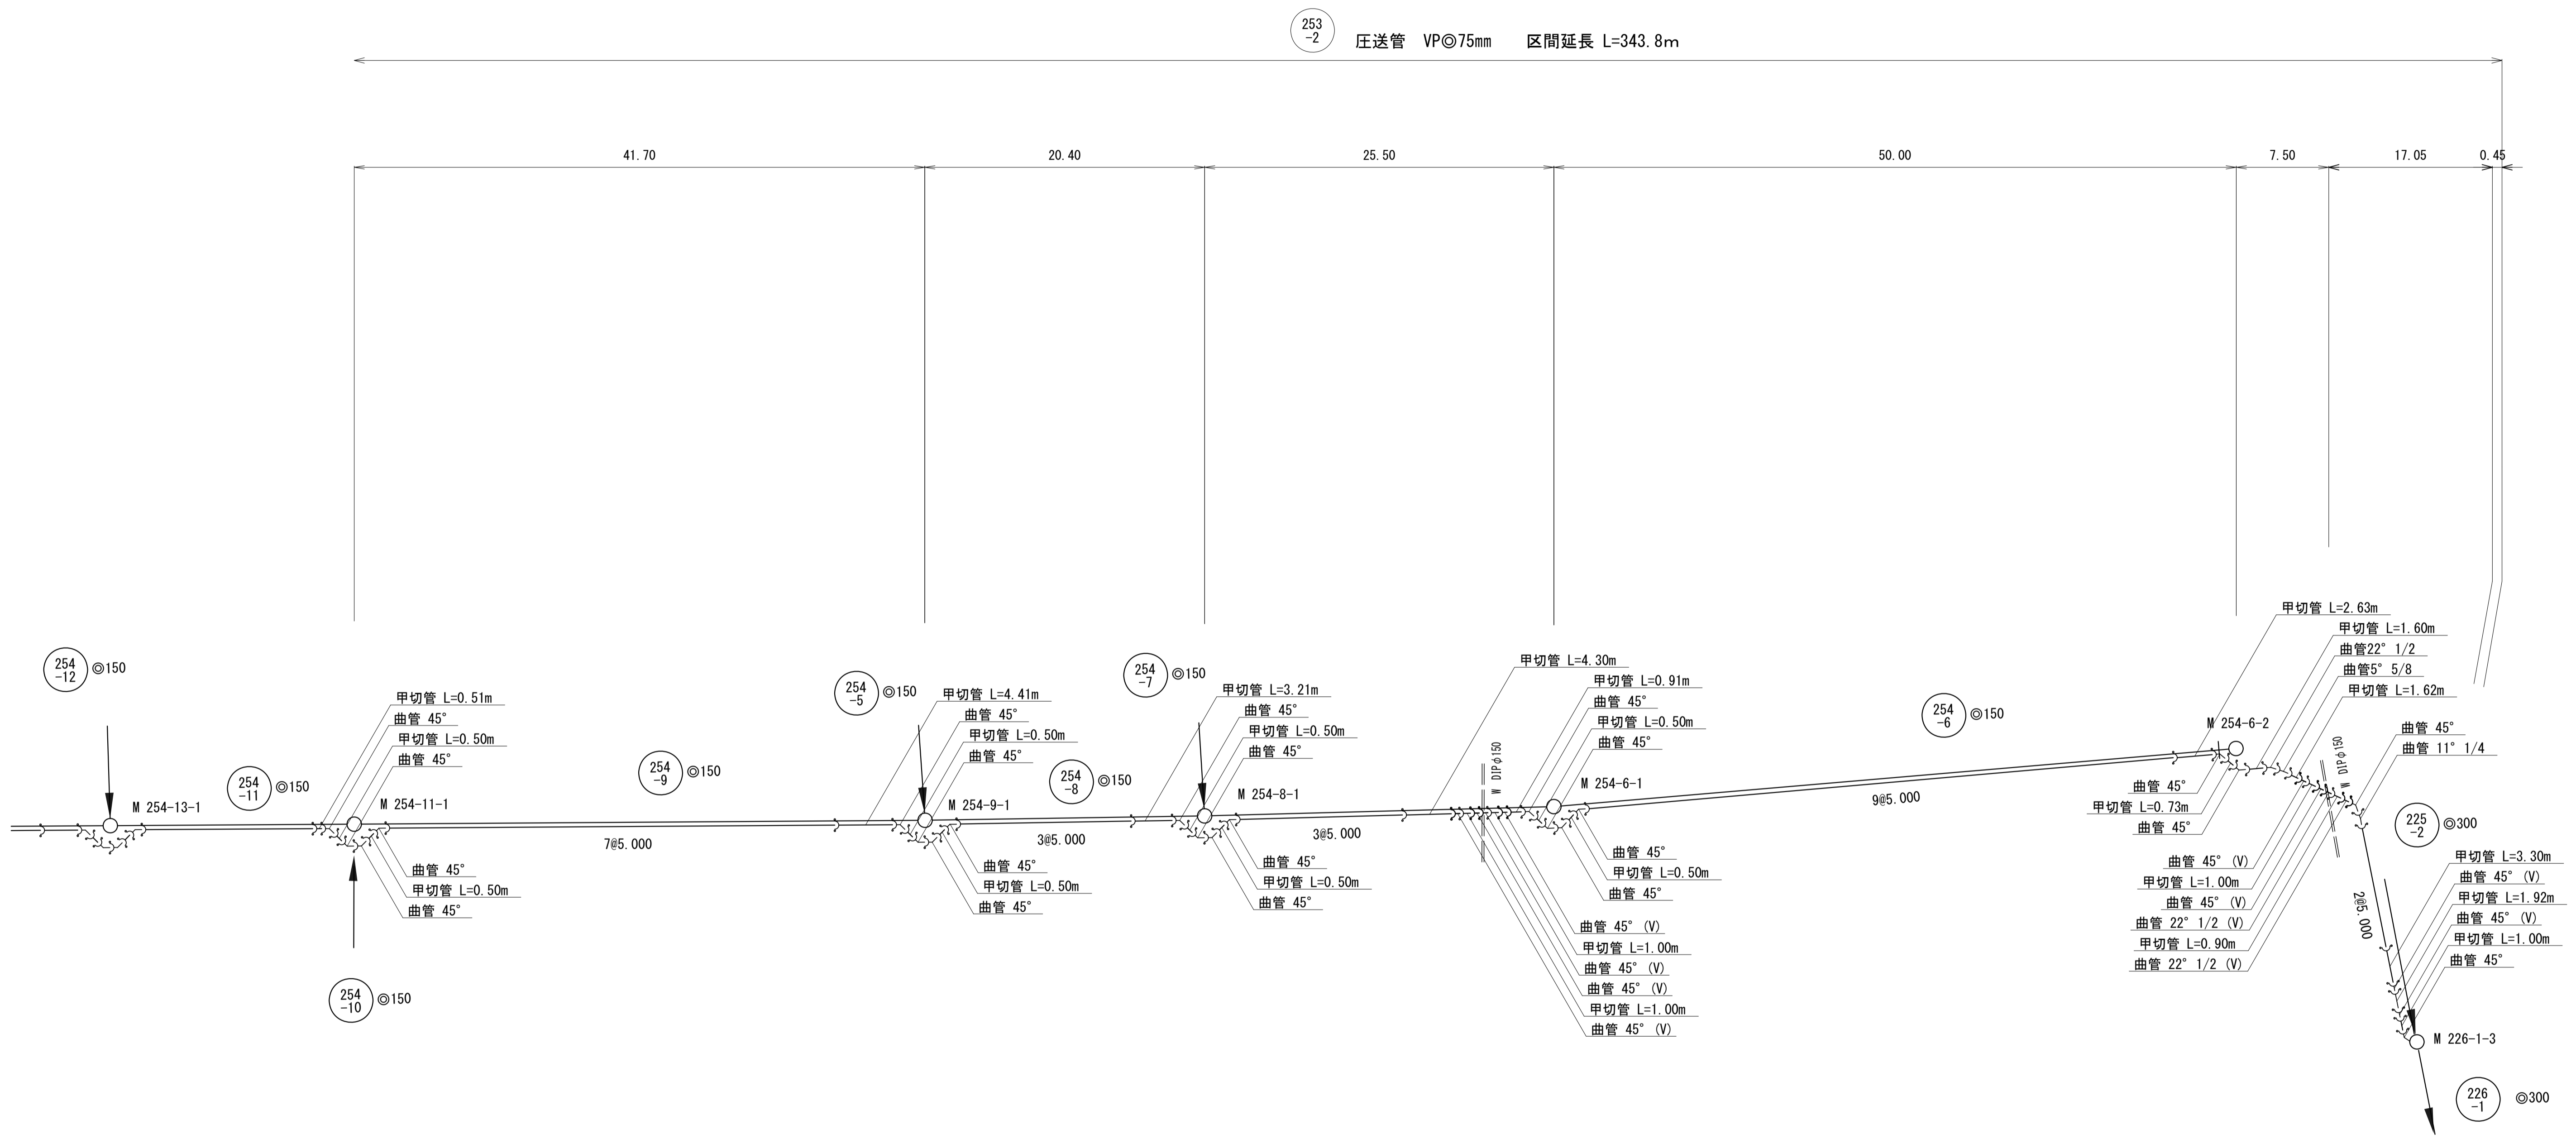 253
-2
圧送管 VP◎75mm 区間延長 L=343.8m
41.70
20.40
25.50
50.00
7.50
17.05
0.45
254
-12
◎150
M 254-13-1
254
-11
◎150
甲切管 L=0.51m
曲管 45°
甲切管 L=0.50m
曲管 45°
M 254-11-1
曲管 45°
甲切管 L=0.50m
曲管 45°
254
-10
◎150
254
-9
◎150
7@5.000
254
-5
◎150
甲切管 L=4.41m
曲管 45°
甲切管 L=0.50m
曲管 45°
M 254-9-1
曲管 45°
甲切管 L=0.50m
曲管 45°
254
-8
◎150
3@5.000
254
-7
◎150
甲切管 L=3.21m
曲管 45°
甲切管 L=0.50m
曲管 45°
M 254-8-1
曲管 45°
甲切管 L=0.50m
曲管 45°
3@5.000
甲切管 L=4.30m
W DIPφ150
甲切管 L=0.91m
曲管 45°
甲切管 L=0.50m
曲管 45°
M 254-6-1
曲管 45°
甲切管 L=0.50m
曲管 45°
曲管 45° (V)
甲切管 L=1.00m
曲管 45° (V)
曲管 45° (V)
甲切管 L=1.00m
曲管 45° (V)
254
-6
◎150
9@5.000
甲切管 L=2.63m
甲切管 L=1.60m
曲管22° 1/2
曲管5° 5/8
甲切管 L=1.62m
M 254-6-2
曲管 45°
曲管 11° 1/4
W DIPφ150
曲管 45°
甲切管 L=0.73m
曲管 45°
曲管 45° (V)
甲切管 L=1.00m
曲管 45° (V)
曲管 22° 1/2 (V)
甲切管 L=0.90m
曲管 22° 1/2 (V)
225
-2
◎300
2@5.000
甲切管 L=3.30m
曲管 45° (V)
甲切管 L=1.92m
曲管 45° (V)
甲切管 L=1.00m
曲管 45°
M 226-1-3
226
-1
◎300